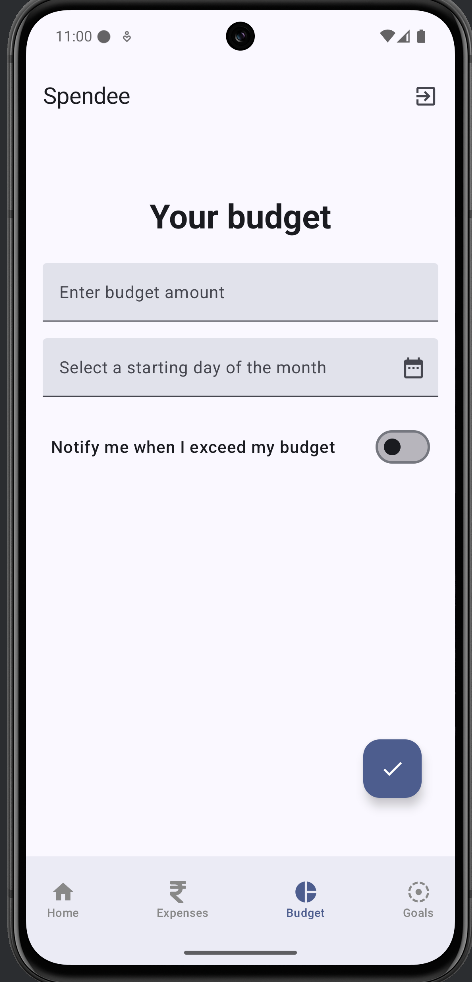 11:00
Spendee
Your budget
Enter budget amount
Select a starting day of the month
Notify me when I exceed my budget
Home
Expenses
Budget
Goals